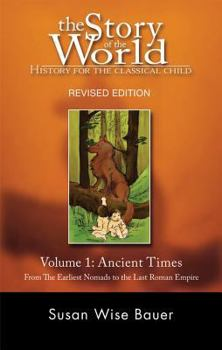 the Story of the
World
HISTORY FOR THE CLASSICAL CHILD
REVISED EDITION
Volume 1: Ancient Times
From The Earliest Nomads to the Last Roman Empire
Susan Wise Bauer